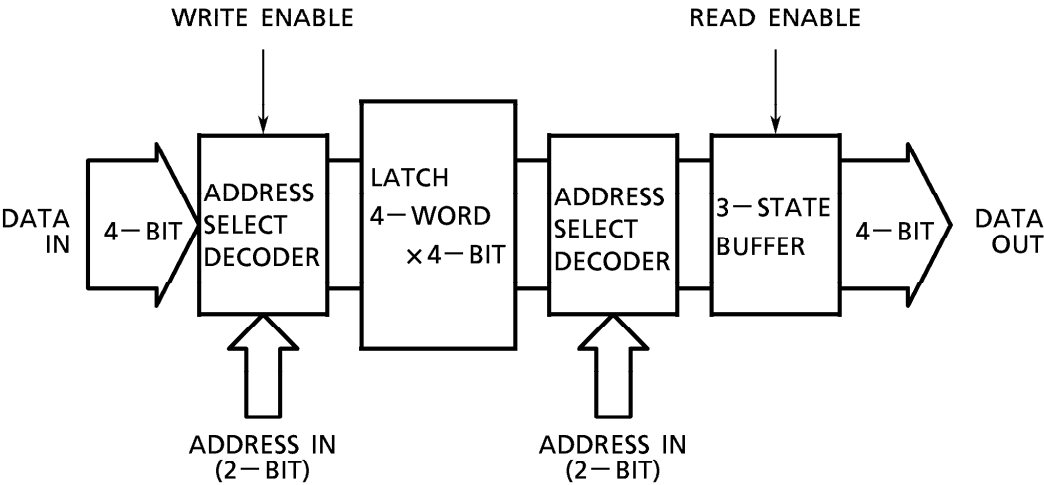 WRITE ENABLE
READ ENABLE
DATA
IN
4−BIT
ADDRESS
SELECT
DECODER
LATCH
4−WORD
×4−BIT
ADDRESS
SELECT
DECODER
3−STATE
BUFFER
4−BIT
DATA
OUT
ADDRESS IN
(2−BIT)
ADDRESS IN
(2−BIT)